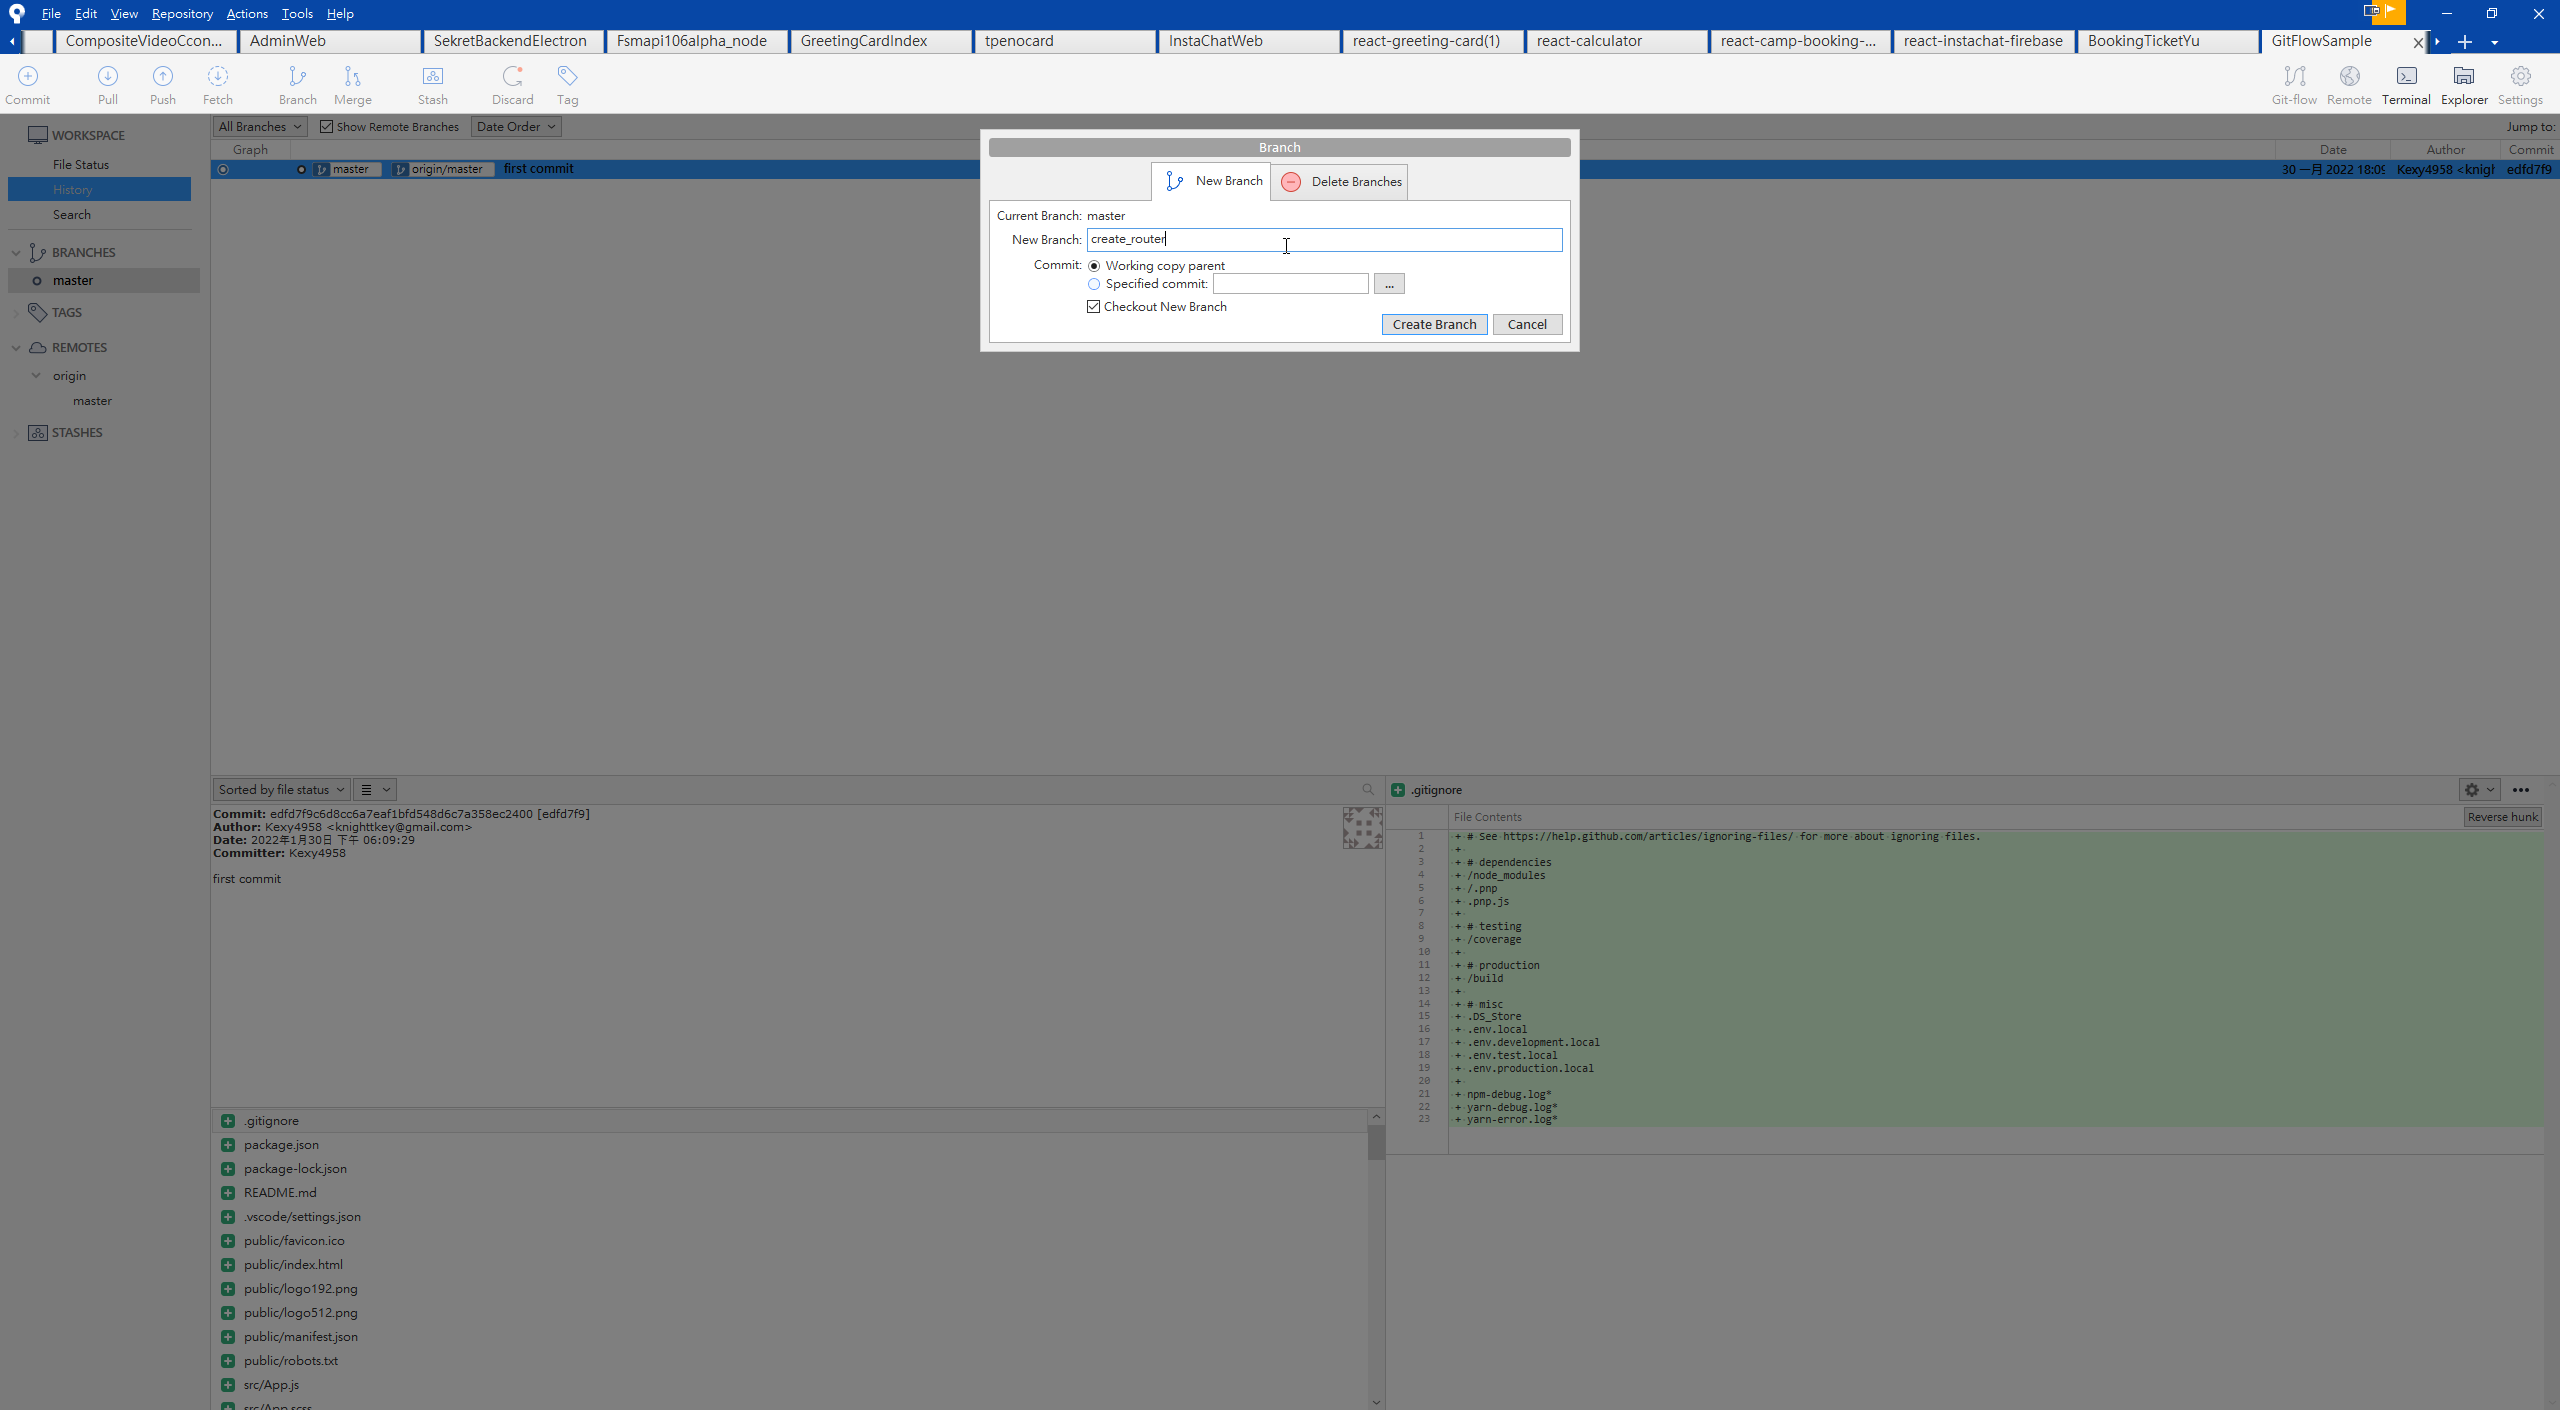 File Edit View Repository Actions Tools Help
CompositeVideoCcon... AdminWeb SekretBackendElectron Fsmapi106alpha_node GreetingCardIndex tpenocard InstaChatWeb react-greeting-card(1) react-calculator react-camp-booking-... react-instachat-firebase BookingTicketYu GitFlowSample
Commit Pull Push Fetch Branch Merge Stash Discard Tag Git-flow Remote Terminal Explorer Settings
WORKSPACE
File Status
History
Search
BRANCHES
master
TAGS
REMOTES
origin
master
STASHES
All Branches Show Remote Branches Date Order Jump to:
Graph Date Author Commit
master origin/master first commit 30 一月 2022 18:09 Kexy4958 <knigh edfd7f9
Branch
New Branch Delete Branches
Current Branch: master
New Branch: create_router
Commit: Working copy parent
Specified commit: ...
Checkout New Branch
Create Branch Cancel
Sorted by file status
Commit: edfd7f9c6d8cc6a7eaf1bfd548d6c7a358ec2400 [edfd7f9]
Author: Kexy4958 <knighttkey@gmail.com>
Date: 2022年1月30日 下午 06:09:29
Committer: Kexy4958
first commit
.gitignore
package.json
package-lock.json
README.md
.vscode/settings.json
public/favicon.ico
public/index.html
public/logo192.png
public/logo512.png
public/manifest.json
public/robots.txt
src/App.js
src/App.scss
.gitignore
File Contents Reverse hunk
1 + # See https://help.github.com/articles/ignoring-files/ for more about ignoring files.
2 +
3 + # dependencies
4 + /node_modules
5 + /.pnp
6 + .pnp.js
7 +
8 + # testing
9 + /coverage
10 +
11 + # production
12 + /build
13 +
14 + # misc
15 + .DS_Store
16 + .env.local
17 + .env.development.local
18 + .env.test.local
19 + .env.production.local
20 +
21 + npm-debug.log*
22 + yarn-debug.log*
23 + yarn-error.log*